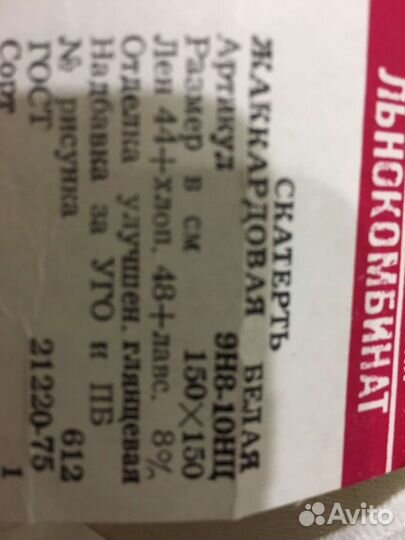 ЛЬНОКОМБИНАТ
СКАТЕРТЬ
ЖАККАРДОВАЯ БЕЛАЯ
Артикул 9Н8-10НЦ
Размер в см 150×150
Лен 44+хлоп. 48+лавс. 8%
Отделка улучшен. глянцевая
Надбавка за УГО и ПБ
№ рисунка 612
ГОСТ 21220-75
Сорт 1
Avito